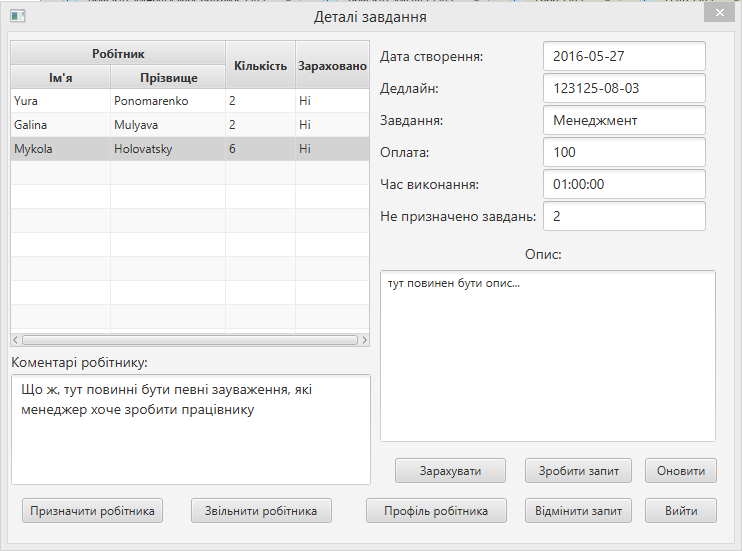 Деталі завдання
Робітник
Кількість
Зараховано
Ім'я Прізвище
Yura Ponomarenko 2 Ні
Galina Mulyava 2 Ні
Mykola Holovatsky 6 Ні
Коментарі робітнику:
Що ж, тут повинні бути певні зауваження, які
менеджер хоче зробити працівнику
Дата створення: 2016-05-27
Дедлайн: 123125-08-03
Завдання: Менеджмент
Оплата: 100
Час виконання: 01:00:00
Не призначено завдань: 2
Опис:
тут повинен бути опис...
Зарахувати Зробити запит Оновити
Призначити робітника Звільнити робітника Профіль робітника Відмінити запит Вийти